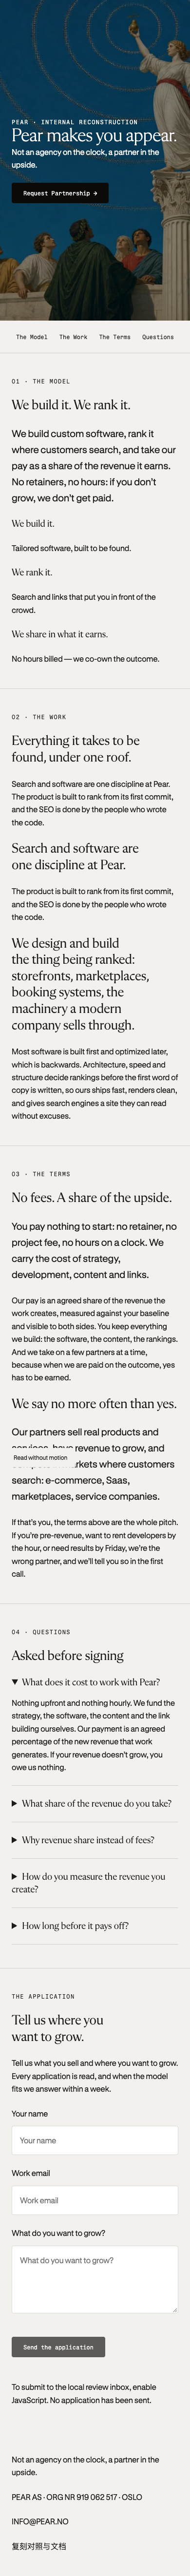 PEAR · INTERNAL RECONSTRUCTION
Pear makes you appear.
Not an agency on the clock, a partner in the
upside.
Request Partnership →
The Model The Work The Terms Questions
01 · THE MODEL
We build it. We rank it.
We build custom software, rank it
where customers search, and take our
pay as a share of the revenue it earns.
No retainers, no hours: if you don't
grow, we don't get paid.
We build it.
Tailored software, built to be found.
We rank it.
Search and links that put you in front of the
crowd.
We share in what it earns.
No hours billed — we co-own the outcome.
02 · THE WORK
Everything it takes to be
found, under one roof.
Search and software are one discipline at Pear.
The product is built to rank from its first commit,
and the SEO is done by the people who wrote
the code.
Search and software are
one discipline at Pear.
The product is built to rank from its first commit,
and the SEO is done by the people who wrote
the code.
We design and build
the thing being ranked:
storefronts, marketplaces,
booking systems, the
machinery a modern
company sells through.
Most software is built first and optimized later,
which is backwards. Architecture, speed and
structure decide rankings before the first word of
copy is written, so ours ships fast, renders clean,
and gives search engines a site they can read
without excuses.
03 · THE TERMS
No fees. A share of the upside.
You pay nothing to start: no retainer, no
project fee, no hours on a clock. We
carry the cost of strategy,
development, content and links.
Our pay is an agreed share of the revenue the
work creates, measured against your baseline
and visible to both sides. You keep everything
we build: the software, the content, the rankings.
And we take on a few partners at a time,
because when we are paid on the outcome, yes
has to be earned.
We say no more often than yes.
Our partners sell real products and
services, have revenue to grow, and
Read without motion
markets where customers
search: e-commerce, Saas,
marketplaces, service companies.
If that's you, the terms above are the whole pitch.
If you're pre-revenue, want to rent developers by
the hour, or need results by Friday, we're the
wrong partner, and we'll tell you so in the first
call.
04 · QUESTIONS
Asked before signing
▼ What does it cost to work with Pear?
Nothing upfront and nothing hourly. We fund the
strategy, the software, the content and the link
building ourselves. Our payment is an agreed
percentage of the new revenue that work
generates. If your revenue doesn't grow, you
owe us nothing.
▶ What share of the revenue do you take?
▶ Why revenue share instead of fees?
▶ How do you measure the revenue you
create?
▶ How long before it pays off?
THE APPLICATION
Tell us where you
want to grow.
Tell us what you sell and where you want to grow.
Every application is read, and when the model
fits we answer within a week.
Your name
Your name
Work email
Work email
What do you want to grow?
What do you want to grow?
Send the application
To submit to the local review inbox, enable
JavaScript. No application has been sent.
Not an agency on the clock, a partner in the
upside.
PEAR AS · ORG NR 919 062 517 · OSLO
INFO@PEAR.NO
复刻对照与文档